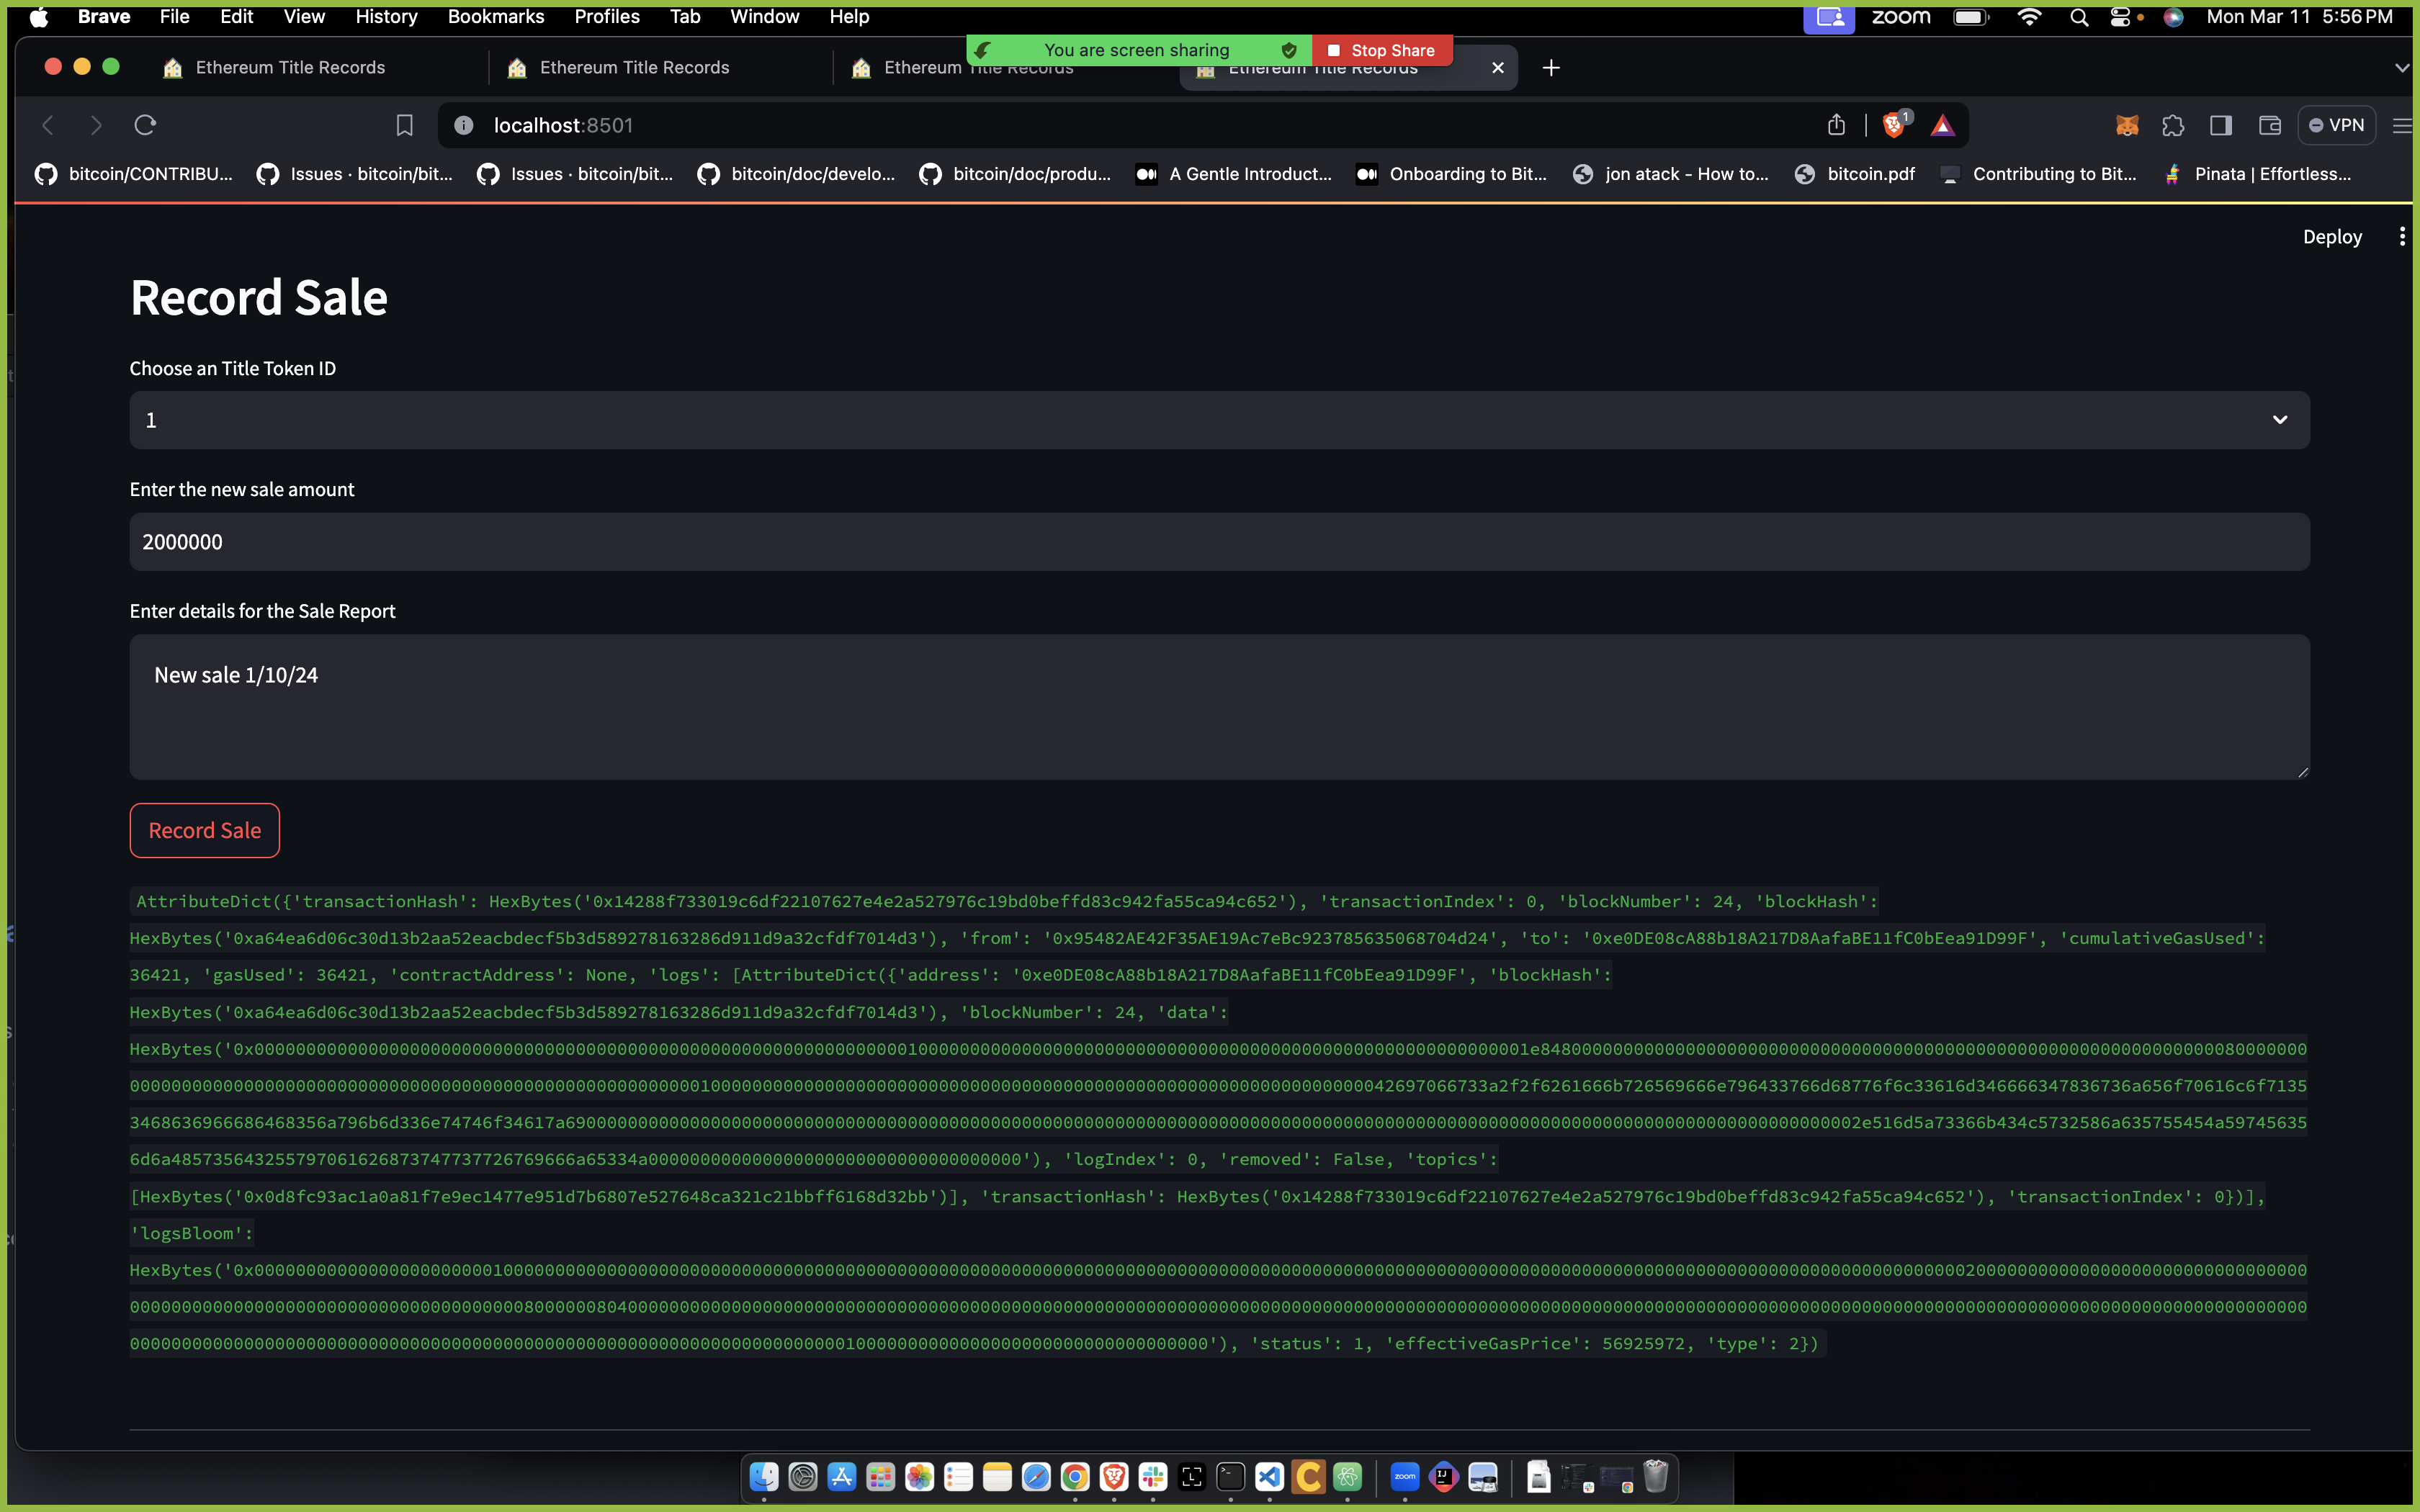 Brave File Edit View History Bookmarks Profiles Tab Window Help zoom Mon Mar 11 5:56 PM
You are screen sharing Stop Share
Ethereum Title Records Ethereum Title Records Ethereum Title Records Ethereum Title Records
localhost:8501 1 VPN
bitcoin/CONTRIBU... Issues · bitcoin/bit... Issues · bitcoin/bit... bitcoin/doc/develo... bitcoin/doc/produ... A Gentle Introduct... Onboarding to Bit... jon atack - How to... bitcoin.pdf Contributing to Bit... Pinata | Effortless...
Deploy
Record Sale
Choose an Title Token ID
1
Enter the new sale amount
2000000
Enter details for the Sale Report
New sale 1/10/24
Record Sale
AttributeDict({'transactionHash': HexBytes('0x14288f733019c6df22107627e4e2a527976c19bd0beffd83c942fa55ca94c652'), 'transactionIndex': 0, 'blockNumber': 24, 'blockHash':
HexBytes('0xa64ea6d06c30d13b2aa52eacbdecf5b3d589278163286d911d9a32cfdf7014d3'), 'from': '0x95482AE42F35AE19Ac7eBc923785635068704d24', 'to': '0xe0DE08cA88b18A217D8AafaBE11fC0bEea91D99F', 'cumulativeGasUsed':
36421, 'gasUsed': 36421, 'contractAddress': None, 'logs': [AttributeDict({'address': '0xe0DE08cA88b18A217D8AafaBE11fC0bEea91D99F', 'blockHash':
HexBytes('0xa64ea6d06c30d13b2aa52eacbdecf5b3d589278163286d911d9a32cfdf7014d3'), 'blockNumber': 24, 'data':
'), 'logIndex': 0, 'removed': False, 'topics':
[HexBytes('0x0d8fc93ac1a0a81f7e9ec1477e951d7b6807e527648ca321c21bbff6168d32bb')], 'transactionHash': HexBytes('0x14288f733019c6df22107627e4e2a527976c19bd0beffd83c942fa55ca94c652'), 'transactionIndex': 0})],
'logsBloom':
'), 'status': 1, 'effectiveGasPrice': 56925972, 'type': 2})
zoom